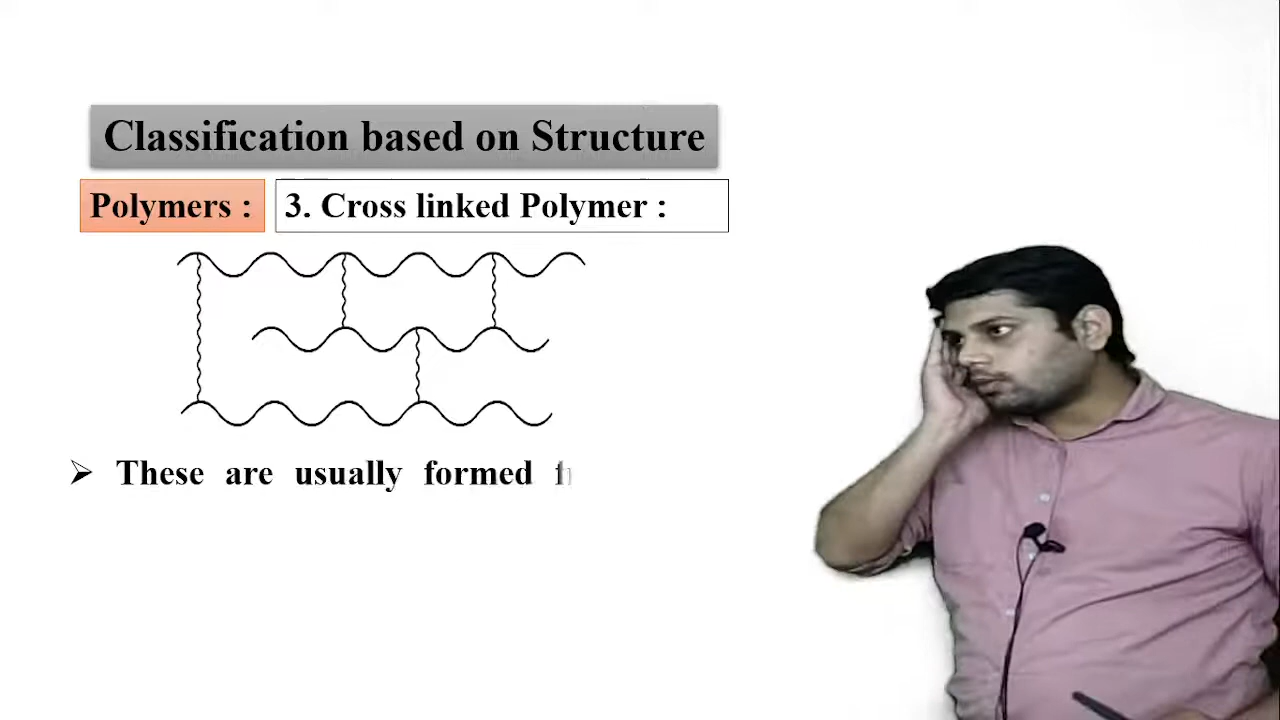 Classification based on Structure
Polymers :
3. Cross linked Polymer :
➢ These are usually formed